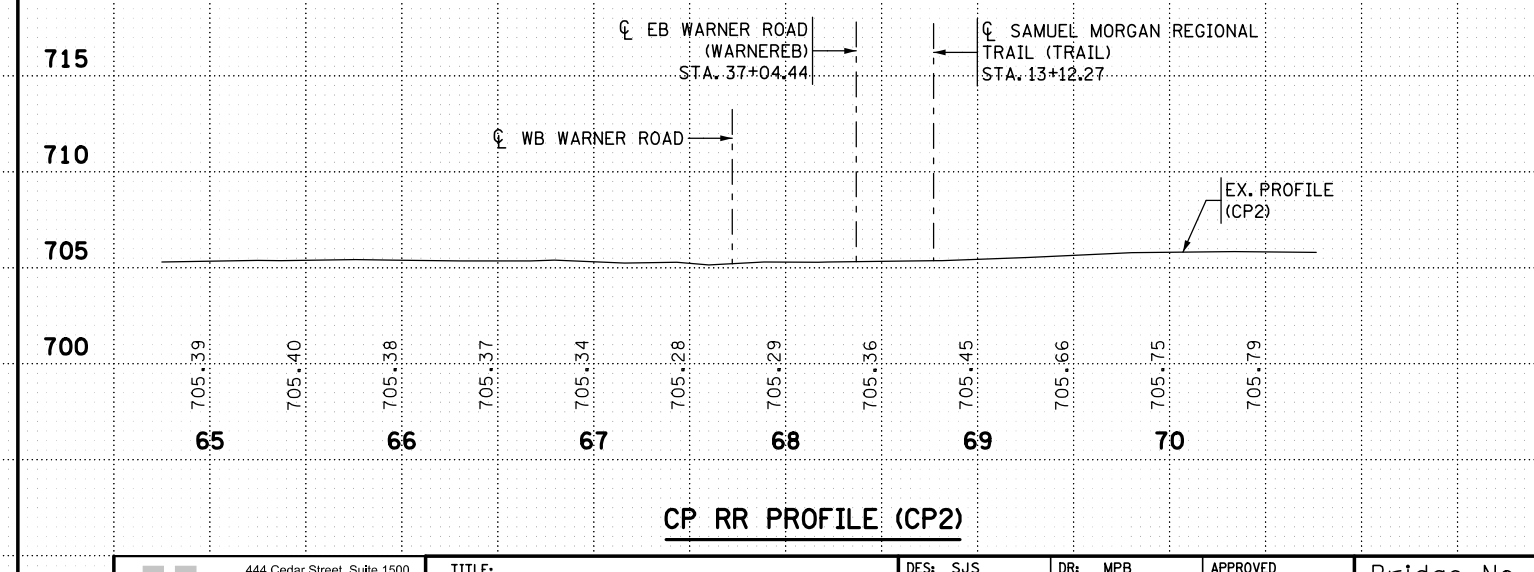 ℄ EB WARNER ROAD
(WARNEREB)
STA. 37+04.44
℄ SAMUEL MORGAN REGIONAL
TRAIL (TRAIL)
STA. 13+12.27
715
℄ WB WARNER ROAD
710
EX. PROFILE
(CP2)
705
700
705.39 705.40 705.38 705.37 705.34 705.28 705.29 705.36 705.45 705.66 705.75 705.79
65 66 67 68 69 70
CP RR PROFILE (CP2)
444 Cedar Street, Suite 1500
TITLE:
DES: SJS
DR: MPB
APPROVED
Bridge No